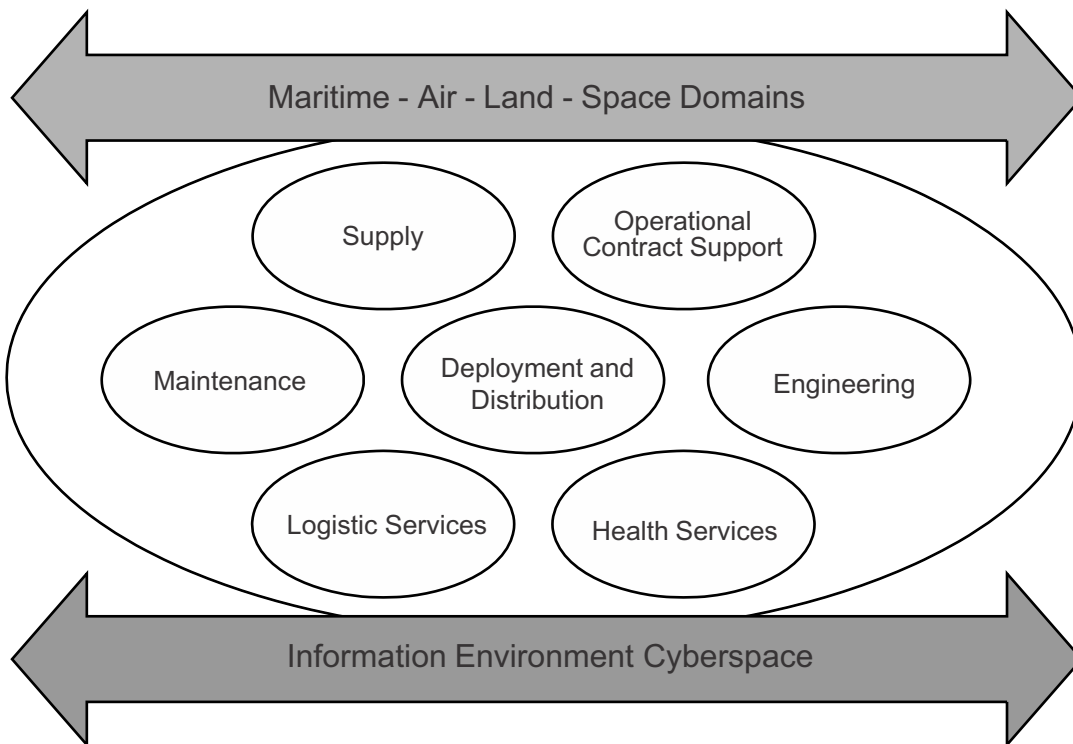 Maritime - Air - Land - Space Domains
Supply
Operational
Contract Support
Maintenance
Deployment and
Distribution
Engineering
Logistic Services
Health Services
Information Environment Cyberspace